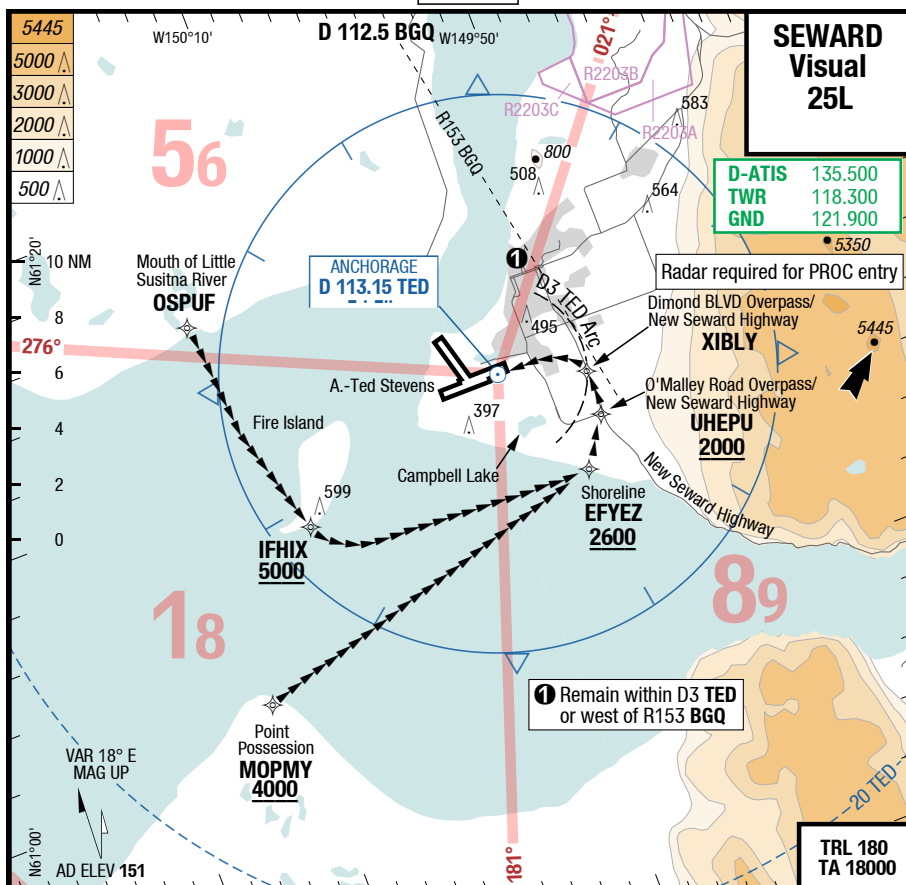 5445
5000
3000
2000
1000
500
W150°10'
D 112.5 BGQ
W149°50'
021°
SEWARD
Visual
25L
R2203B
R2203C
R2203A
583
R153 BGQ
56
800
508
564
D-ATIS 135.500
TWR 118.300
GND 121.900
5350
N61°20'
10 NM
Mouth of Little
Susitna River
OSPUF
ANCHORAGE
D 113.15 TED
1
D3 TED Arc
Radar required for PROC entry
Dimond BLVD Overpass/
New Seward Highway
XIBLY
5445
8
276°
495
6
A.-Ted Stevens
O'Malley Road Overpass/
New Seward Highway
UHEPU
2000
4
Fire Island
397
Campbell Lake
New Seward Highway
2
599
Shoreline
EFYEZ
2600
0
IFHIX
5000
18
89
1 Remain within D3 TED
or west of R153 BGQ
Point
Possession
MOPMY
4000
VAR 18° E
MAG UP
20 TED
N61°00'
AD ELEV 151
181°
TRL 180
TA 18000